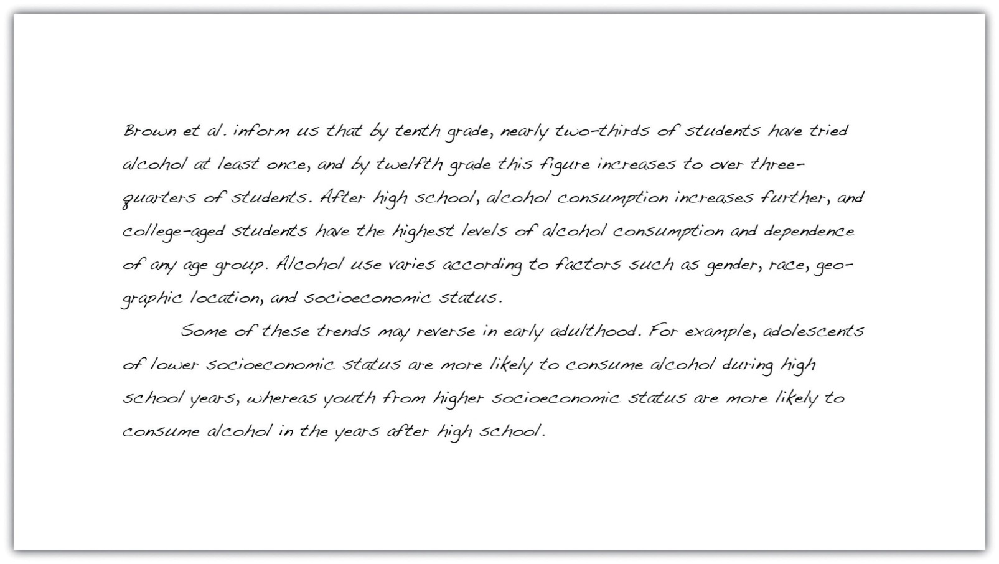 Brown et al. inform us that by tenth grade, nearly two-thirds of students have tried
alcohol at least once, and by twelfth grade this figure increases to over three-
quarters of students. After high school, alcohol consumption increases further, and
college-aged students have the highest levels of alcohol consumption and dependence
of any age group. Alcohol use varies according to factors such as gender, race, geo-
graphic location, and socioeconomic status.
Some of these trends may reverse in early adulthood. For example, adolescents
of lower socioeconomic status are more likely to consume alcohol during high
school years, whereas youth from higher socioeconomic status are more likely to
consume alcohol in the years after high school.